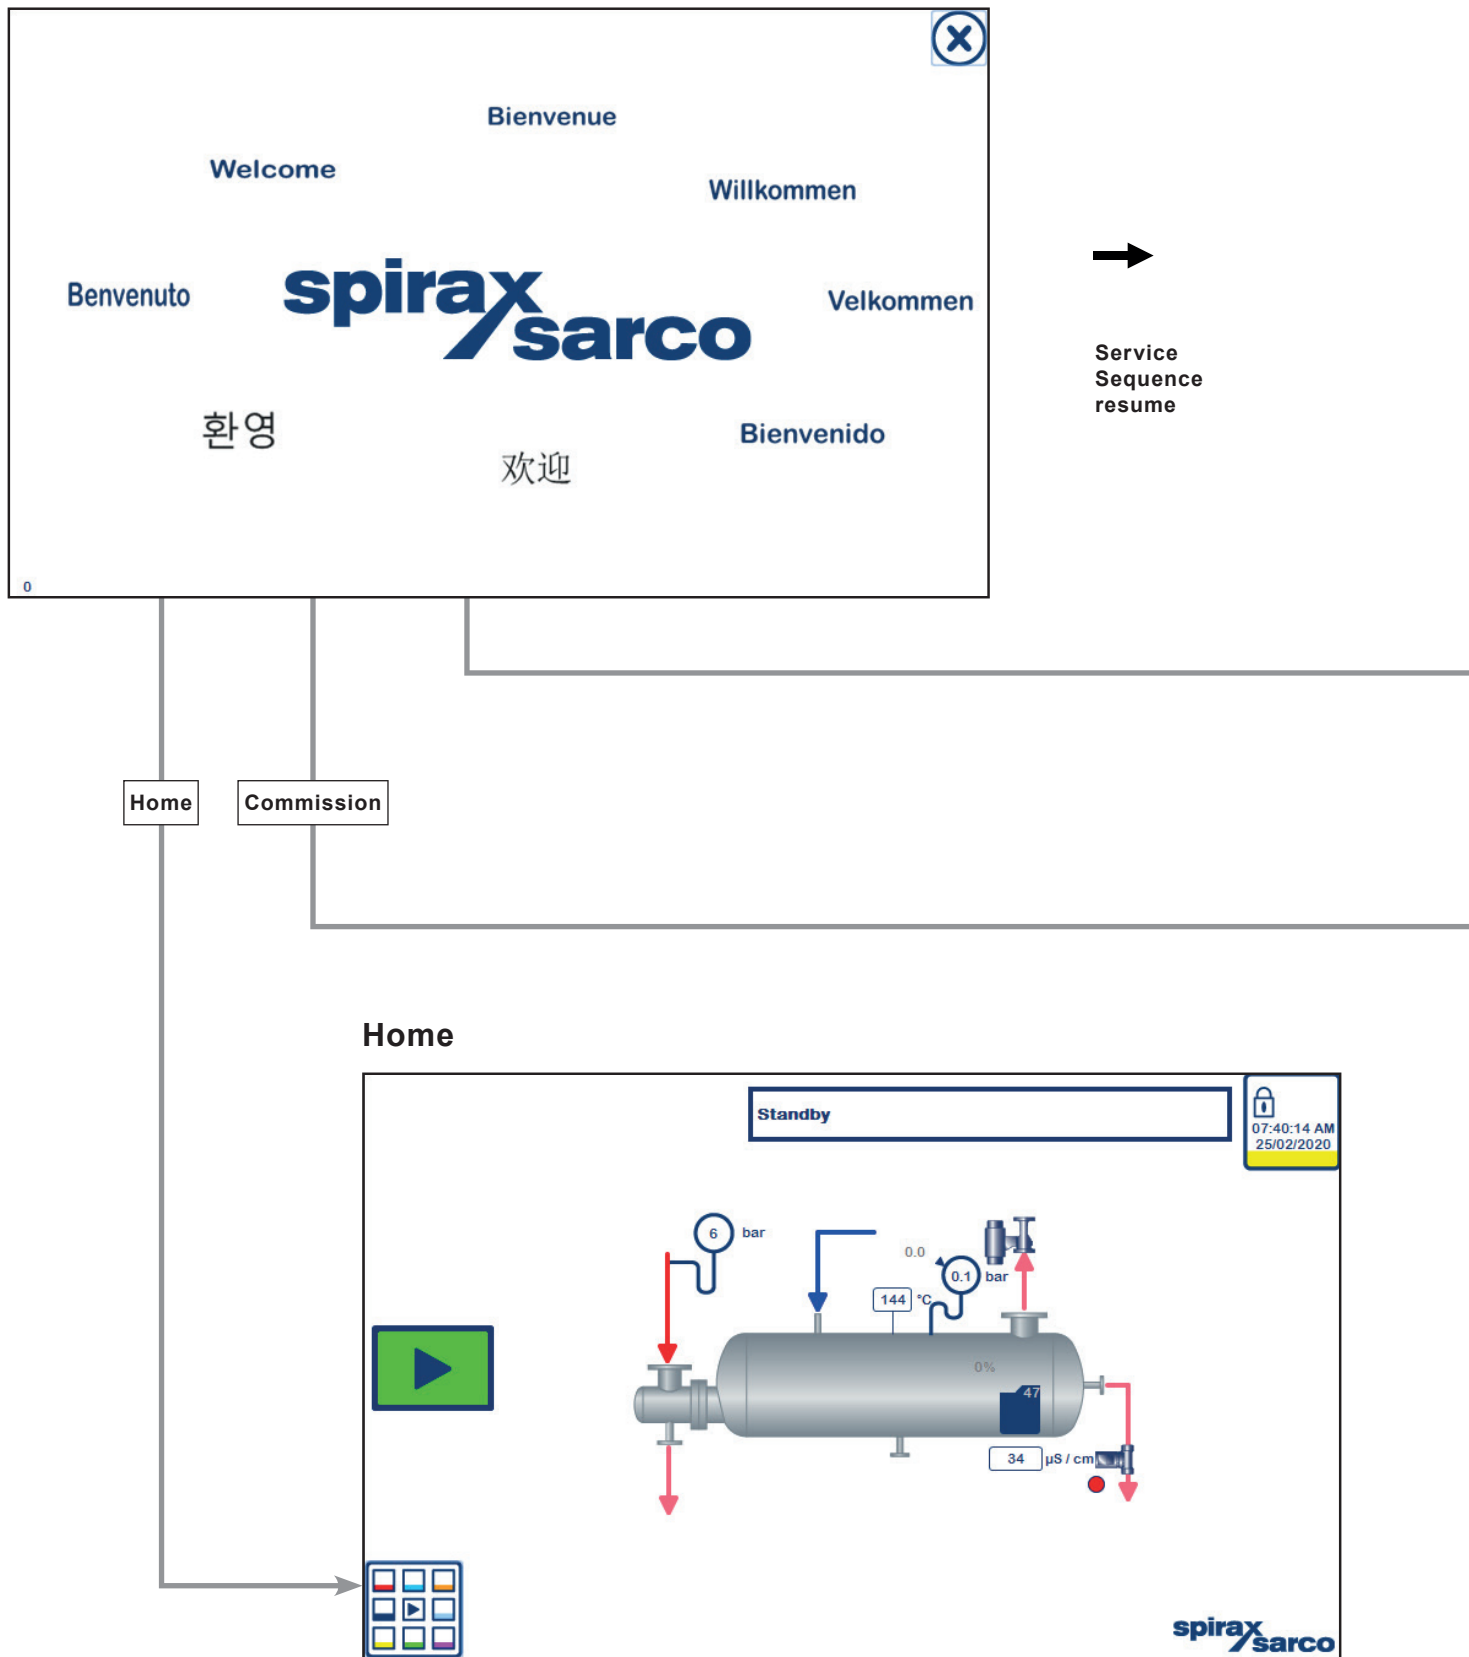 Bienvenue
Welcome
Willkommen
spirax
sarco
Benvenuto
Velkommen
Service
Sequence
resume
환영
Bienvenido
欢迎
0
Home
Commission
Home
Standby
07:40:14 AM
25/02/2020
6 bar
0.0
0.1 bar
144 °C
0%
47
34 µS / cm
spirax
sarco